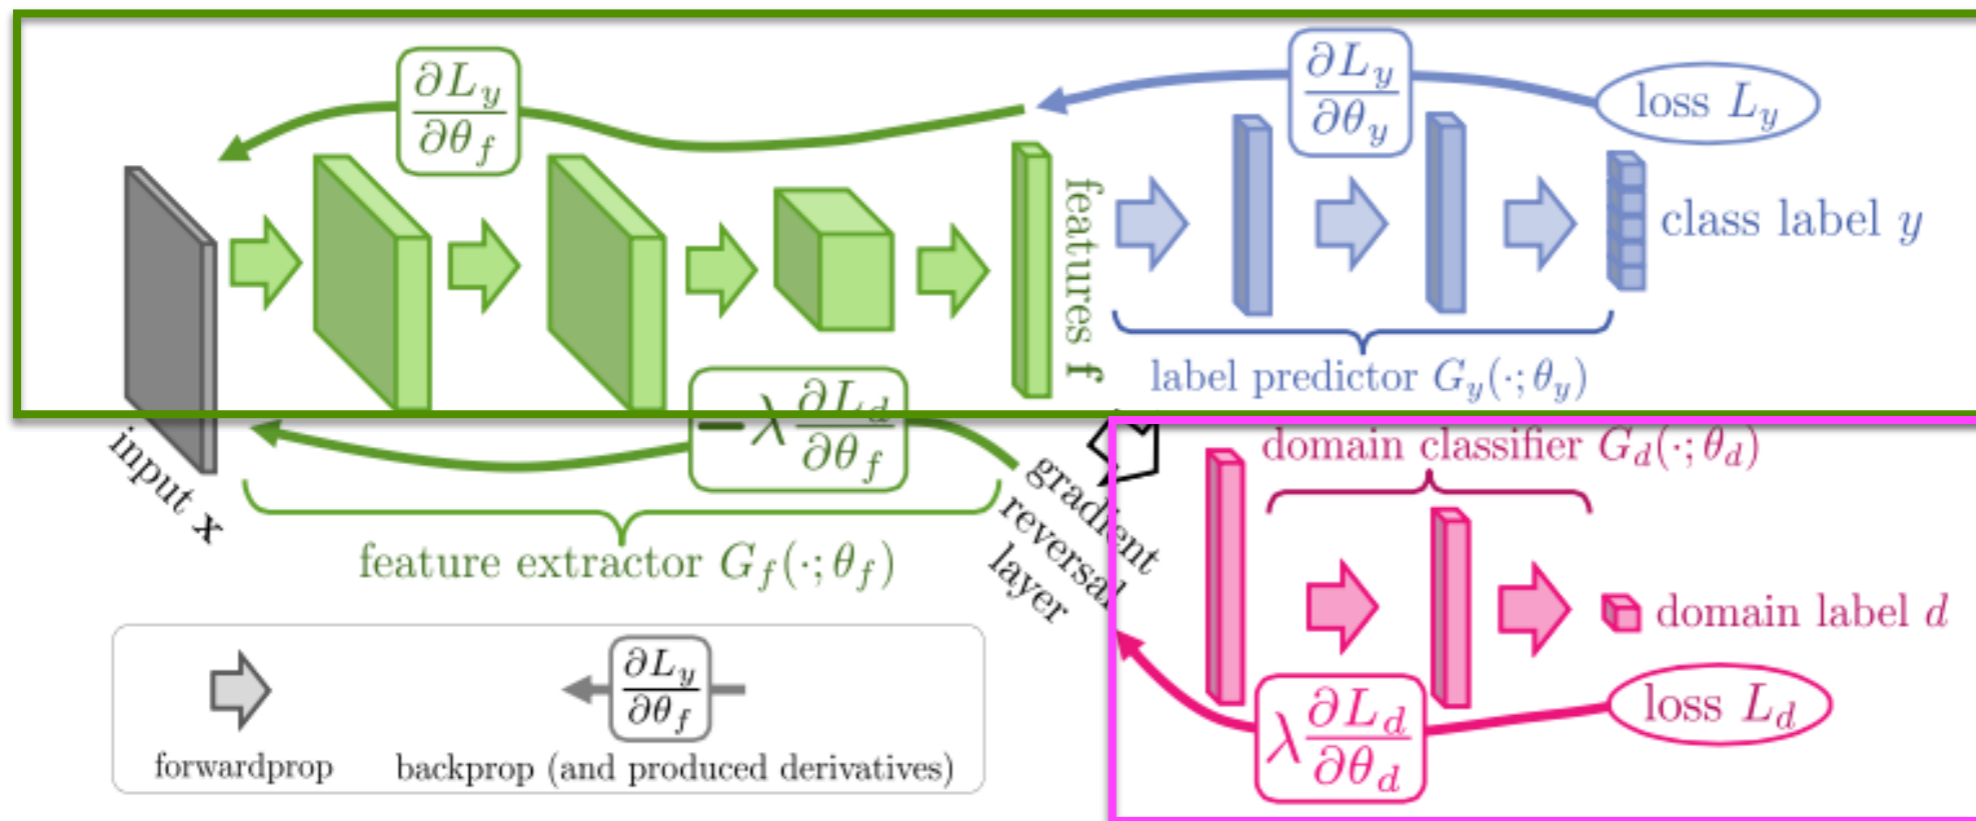 ∂L_y
∂θ_f
∂L_y
∂θ_y
loss L_y
features f
class label y
label predictor G_y(·; θ_y)
−λ ∂L_d
∂θ_f
input x
gradient
reversal
layer
feature extractor G_f(·; θ_f)
domain classifier G_d(·; θ_d)
domain label d
loss L_d
λ ∂L_d
∂θ_d
∂L_y
∂θ_f
forwardprop
backprop (and produced derivatives)